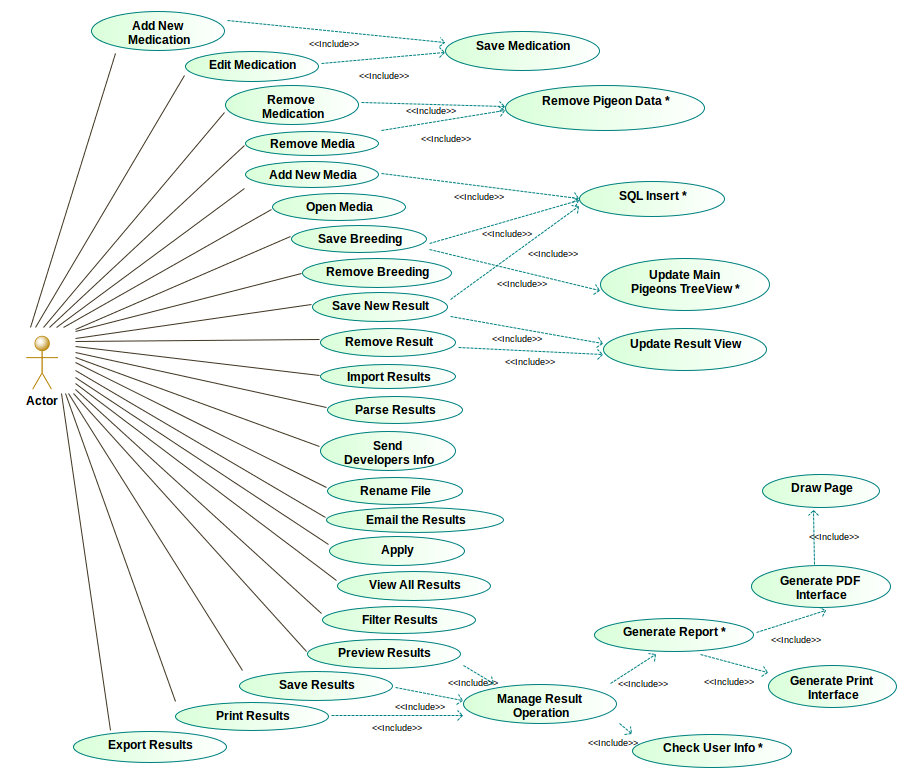 Add New
Medication
<<Include>>
Save Medication
Edit Medication
<<Include>>
Remove
Medication
<<Include>>
Remove Pigeon Data *
Remove Media
<<Include>>
Add New Media
<<Include>>
SQL Insert *
Open Media
Save Breeding
<<Include>>
<<Include>>
Remove Breeding
<<Include>>
Update Main
Pigeons TreeView *
Save New Result
<<Include>>
Remove Result
<<Include>>
Update Result View
Import Results
Actor
Parse Results
Send
Developers Info
Rename File
Draw Page
Email the Results
<<Include>>
Apply
View All Results
Generate PDF
Interface
Filter Results
Generate Report *
<<Include>>
Preview Results
<<Include>>
<<Include>>
<<Include>>
Generate Print
Interface
Save Results
Manage Result
Operation
<<Include>>
Print Results
<<Include>>
Export Results
<<Include>>
Check User Info *